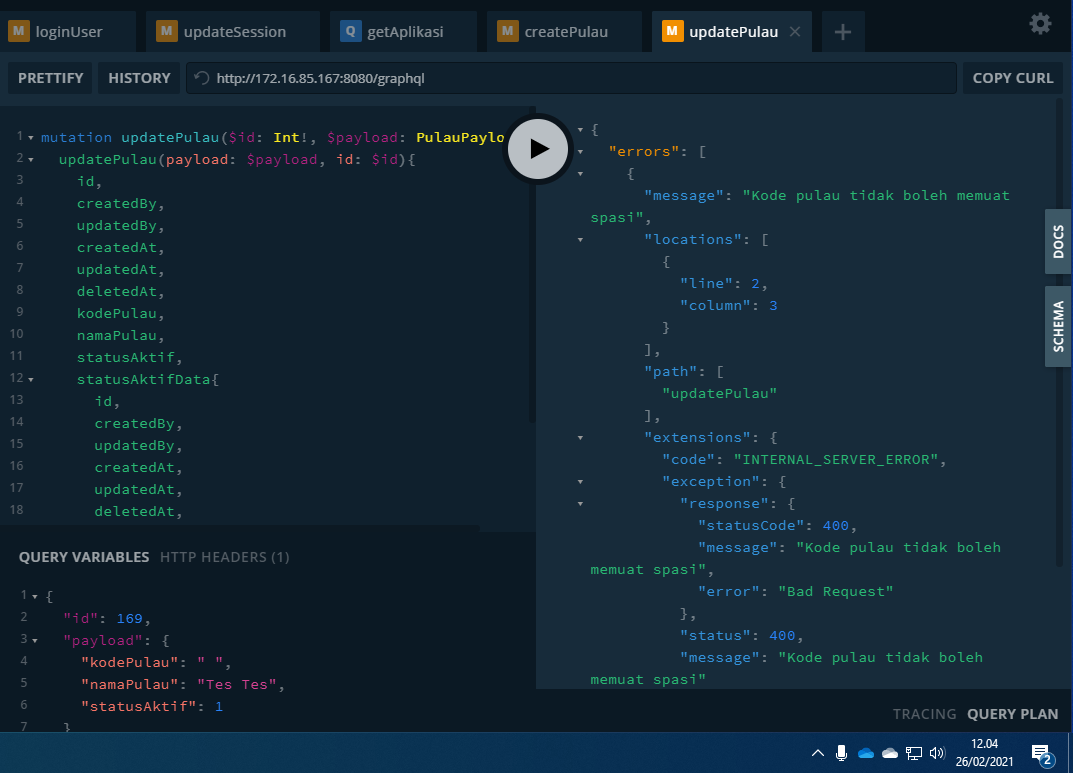 M loginUser M updateSession Q getAplikasi M createPulau M updatePulau
PRETTIFY HISTORY http://172.16.85.167:8080/graphql COPY CURL
1 mutation updatePulau($id: Int!, $payload: PulauPaylo
2 updatePulau(payload: $payload, id: $id){
3 id,
4 createdBy,
5 updatedBy,
6 createdAt,
7 updatedAt,
8 deletedAt,
9 kodePulau,
10 namaPulau,
11 statusAktif,
12 statusAktifData{
13 id,
14 createdBy,
15 updatedBy,
16 createdAt,
17 updatedAt,
18 deletedAt,
QUERY VARIABLES HTTP HEADERS (1)
1 {
2 "id": 169,
3 "payload": {
4 "kodePulau": " ",
5 "namaPulau": "Tes Tes",
6 "statusAktif": 1
7 }
{
"errors": [
{
"message": "Kode pulau tidak boleh memuat
spasi",
"locations": [
{
"line": 2,
"column": 3
}
],
"path": [
"updatePulau"
],
"extensions": {
"code": "INTERNAL_SERVER_ERROR",
"exception": {
"response": {
"statusCode": 400,
"message": "Kode pulau tidak boleh
memuat spasi",
"error": "Bad Request"
},
"status": 400,
"message": "Kode pulau tidak boleh
memuat spasi"
DOCS
SCHEMA
TRACING QUERY PLAN
12.04
26/02/2021
2